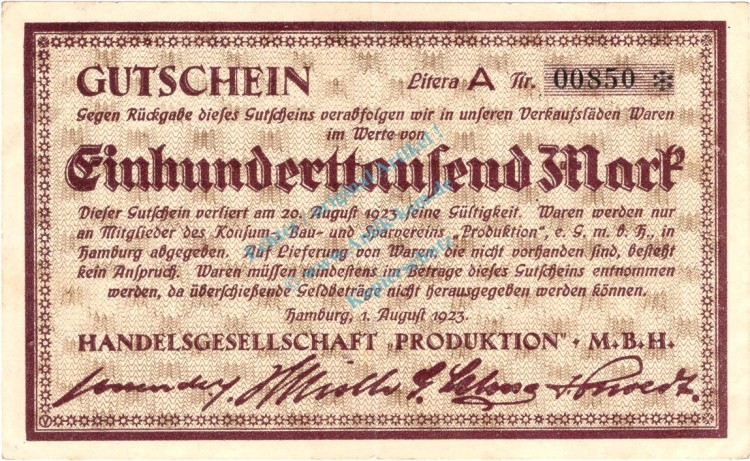 GUTSCHEIN Litera A Nr. 00850 ✻
Gegen Rückgabe dieses Gutscheins verabfolgen wir in unseren Verkaufsläden Waren
im Werte von
Einhunderttausend Mark
Dieser Gutschein verliert am 20. August 1923 seine Gültigkeit. Waren werden nur
an Mitglieder des Konsum-, Bau- und Sparvereins „Produktion“, e. G. m. b. H., in
Hamburg abgegeben. Auf Lieferung von Waren, die nicht vorhanden sind, besteht
kein Anspruch. Waren müssen mindestens im Betrage dieses Gutscheins entnommen
werden, da überschießende Geldbeträge nicht herausgegeben werden können.
Hamburg, 1. August 1923.
HANDELSGESELLSCHAFT „PRODUKTION“ · M.B.H.